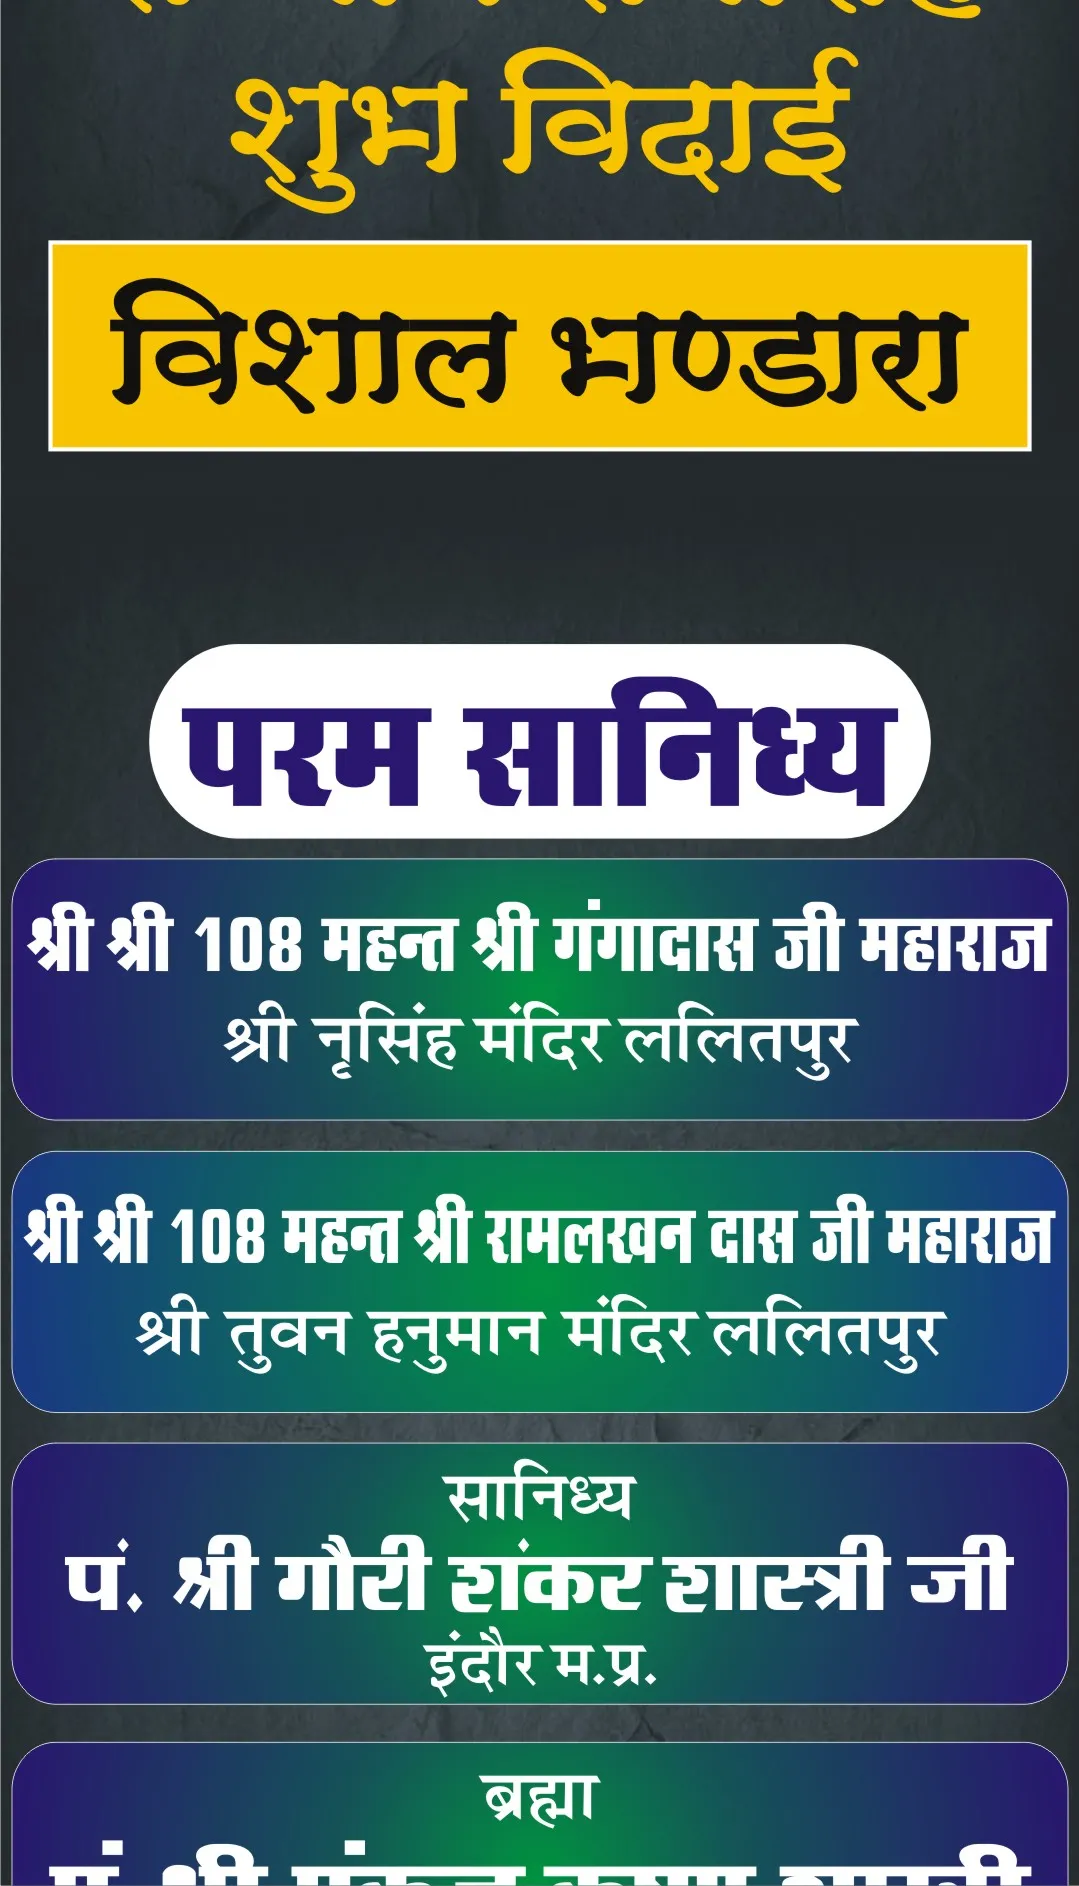 शुभ विदाई
विशाल भण्डारा
परम सानिध्य
श्री श्री 108 महन्त श्री गंगादास जी महाराज
श्री नृसिंह मंदिर ललितपुर
श्री श्री 108 महन्त श्री रामलखन दास जी महाराज
श्री तुवन हनुमान मंदिर ललितपुर
सानिध्य
पं. श्री गौरी शंकर शास्त्री जी
इंदौर म.प्र.
ब्रह्मा
पं श्री